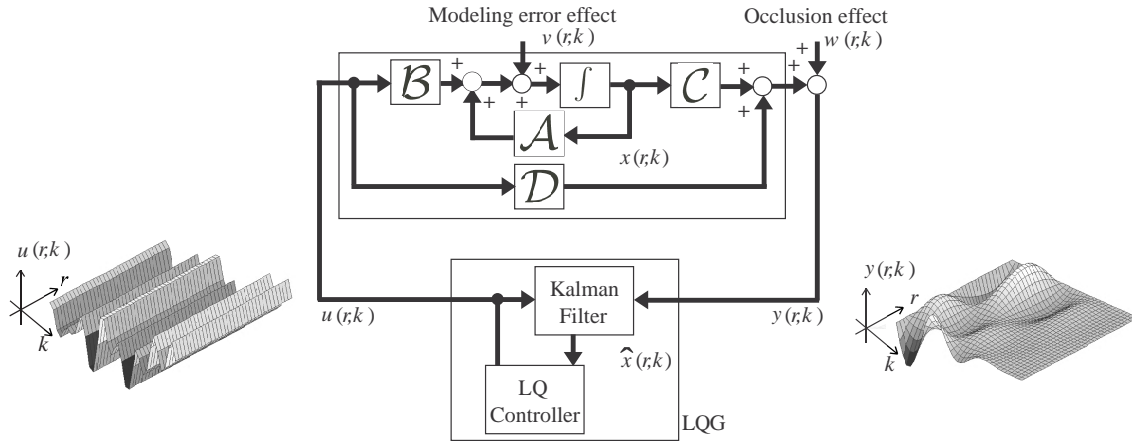 Modeling error effect
Occlusion effect
v(r,k)
w(r,k)
+
+
+
+
+
+
B
∫
C
+
+
+
A
x(r,k)
D
u(r,k)
r
k
u(r,k)
Kalman
Filter
y(r,k)
x̂(r,k)
LQ
Controller
LQG
y(r,k)
r
k